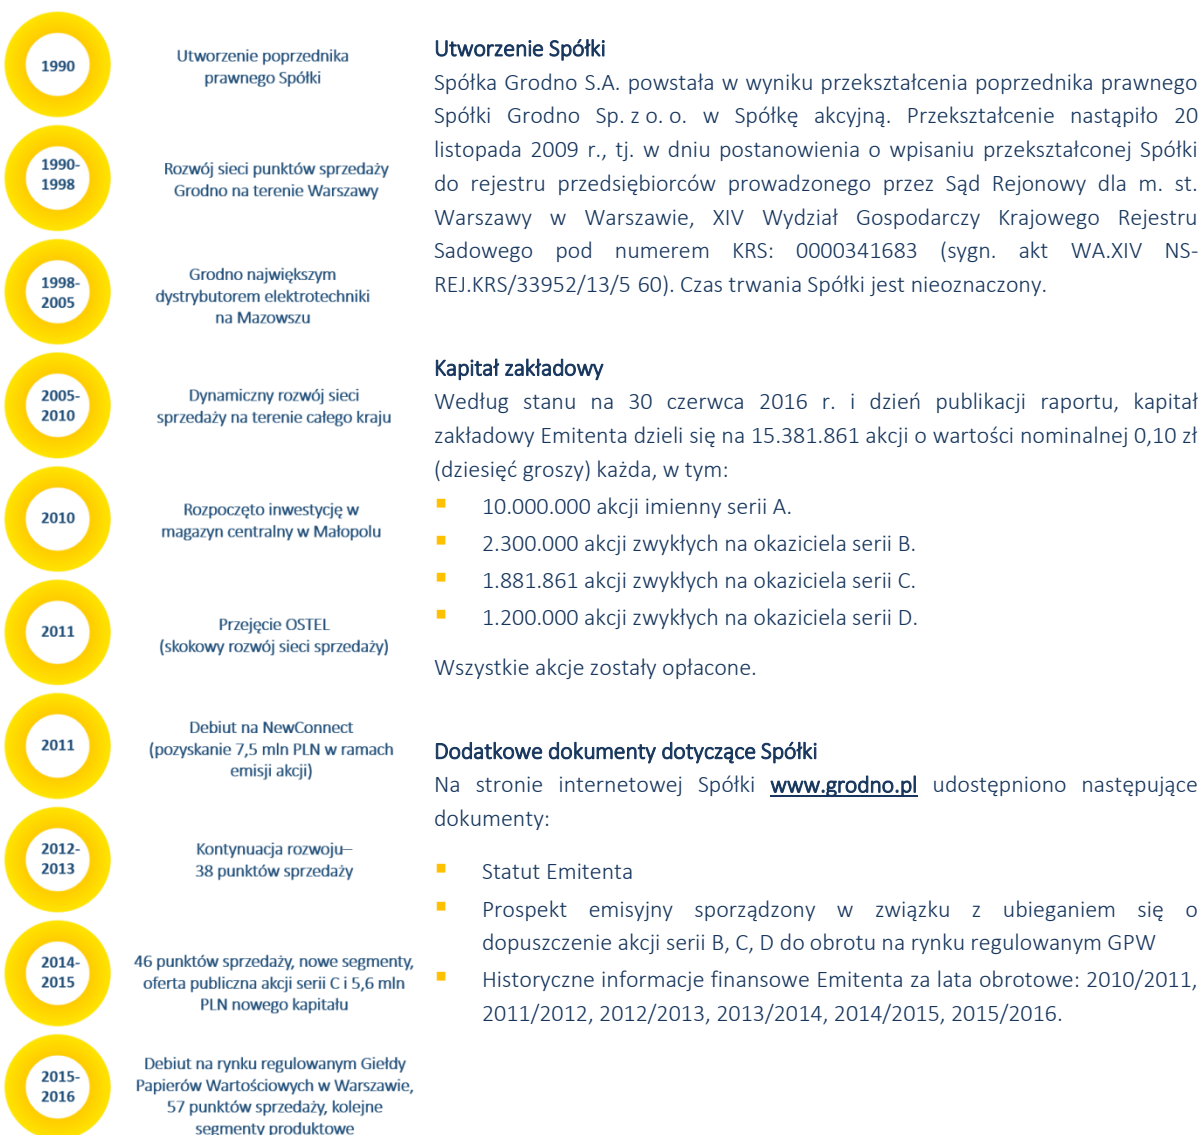 1990
Utworzenie poprzednika
prawnego Spółki
1990-
1998
Rozwój sieci punktów sprzedaży
Grodno na terenie Warszawy
1998-
2005
Grodno największym
dystrybutorem elektrotechniki
na Mazowszu
2005-
2010
Dynamiczny rozwój sieci
sprzedaży na terenie całego kraju
2010
Rozpoczęto inwestycję w
magazyn centralny w Małopolu
2011
Przejęcie OSTEL
(skokowy rozwój sieci sprzedaży)
2011
Debiut na NewConnect
(pozyskanie 7,5 mln PLN w ramach
emisji akcji)
2012-
2013
Kontynuacja rozwoju–
38 punktów sprzedaży
2014-
2015
46 punktów sprzedaży, nowe segmenty,
oferta publiczna akcji serii C i 5,6 mln
PLN nowego kapitału
2015-
2016
Debiut na rynku regulowanym Giełdy
Papierów Wartościowych w Warszawie,
57 punktów sprzedaży, kolejne
segmenty produktowe
Utworzenie Spółki
Spółka Grodno S.A. powstała w wyniku przekształcenia poprzednika prawnego
Spółki Grodno Sp. z o. o. w Spółkę akcyjną. Przekształcenie nastąpiło 20
listopada 2009 r., tj. w dniu postanowienia o wpisaniu przekształconej Spółki
do rejestru przedsiębiorców prowadzonego przez Sąd Rejonowy dla m. st.
Warszawy w Warszawie, XIV Wydział Gospodarczy Krajowego Rejestru
Sadowego pod numerem KRS: 0000341683 (sygn. akt WA.XIV NS-
REJ.KRS/33952/13/5 60). Czas trwania Spółki jest nieoznaczony.
Kapitał zakładowy
Według stanu na 30 czerwca 2016 r. i dzień publikacji raportu, kapitał
zakładowy Emitenta dzieli się na 15.381.861 akcji o wartości nominalnej 0,10 zł
(dziesięć groszy) każda, w tym:
▪ 10.000.000 akcji imienny serii A.
▪ 2.300.000 akcji zwykłych na okaziciela serii B.
▪ 1.881.861 akcji zwykłych na okaziciela serii C.
▪ 1.200.000 akcji zwykłych na okaziciela serii D.
Wszystkie akcje zostały opłacone.
Dodatkowe dokumenty dotyczące Spółki
Na stronie internetowej Spółki www.grodno.pl udostępniono następujące
dokumenty:
▪ Statut Emitenta
▪ Prospekt emisyjny sporządzony w związku z ubieganiem się o
dopuszczenie akcji serii B, C, D do obrotu na rynku regulowanym GPW
▪ Historyczne informacje finansowe Emitenta za lata obrotowe: 2010/2011,
2011/2012, 2012/2013, 2013/2014, 2014/2015, 2015/2016.